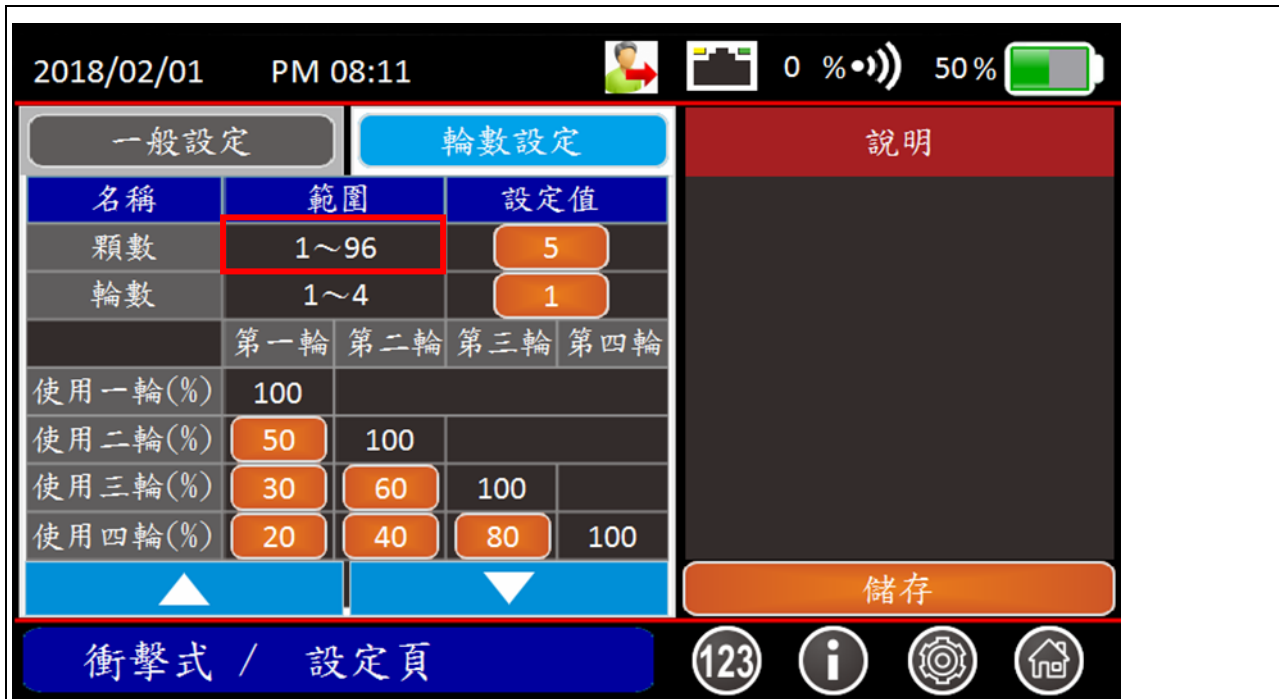 2018/02/01 PM 08:11 0 % 50 %
一般設定 輪數設定 說明
名稱 範圍 設定值
顆數 1～96 5
輪數 1～4 1
第一輪 第二輪 第三輪 第四輪
使用一輪(%) 100
使用二輪(%) 50 100
使用三輪(%) 30 60 100
使用四輪(%) 20 40 80 100
儲存
衝擊式 / 設定頁 123 i